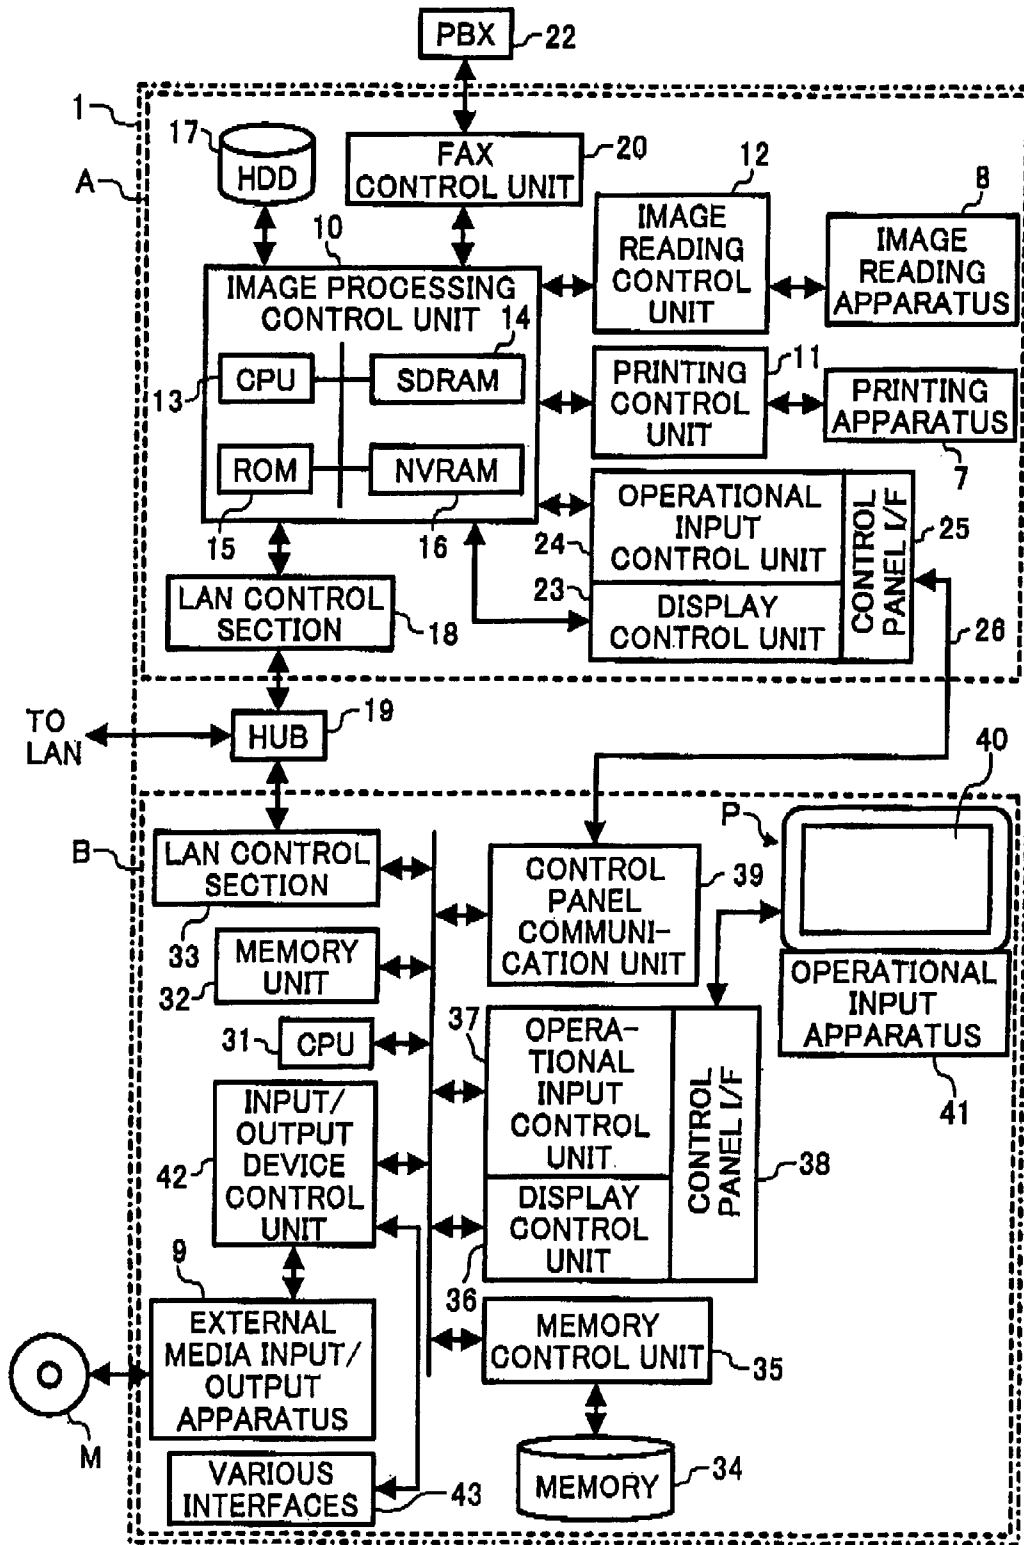 PBX
22
1
A
17
HDD
FAX
CONTROL UNIT
20
12
8
IMAGE
READING
CONTROL
UNIT
IMAGE
READING
APPARATUS
10
IMAGE PROCESSING
CONTROL UNIT
14
CPU
SDRAM
13
ROM
NVRAM
15
16
PRINTING
CONTROL
UNIT
11
PRINTING
APPARATUS
7
OPERATIONAL
INPUT
CONTROL UNIT
24
23
DISPLAY
CONTROL UNIT
CONTROL
PANEL I/F
25
26
LAN CONTROL
SECTION
18
TO
LAN
HUB
19
B
LAN CONTROL
SECTION
33
MEMORY
UNIT
32
31
CPU
INPUT/
OUTPUT
DEVICE
CONTROL
UNIT
42
9
EXTERNAL
MEDIA INPUT/
OUTPUT
APPARATUS
M
VARIOUS
INTERFACES
43
CONTROL
PANEL
COMMUNI-
CATION UNIT
39
P
40
OPERATIONAL
INPUT
APPARATUS
41
37
OPERA-
TIONAL
INPUT
CONTROL
UNIT
DISPLAY
CONTROL
UNIT
36
CONTROL
PANEL I/F
38
MEMORY
CONTROL UNIT
35
MEMORY
34